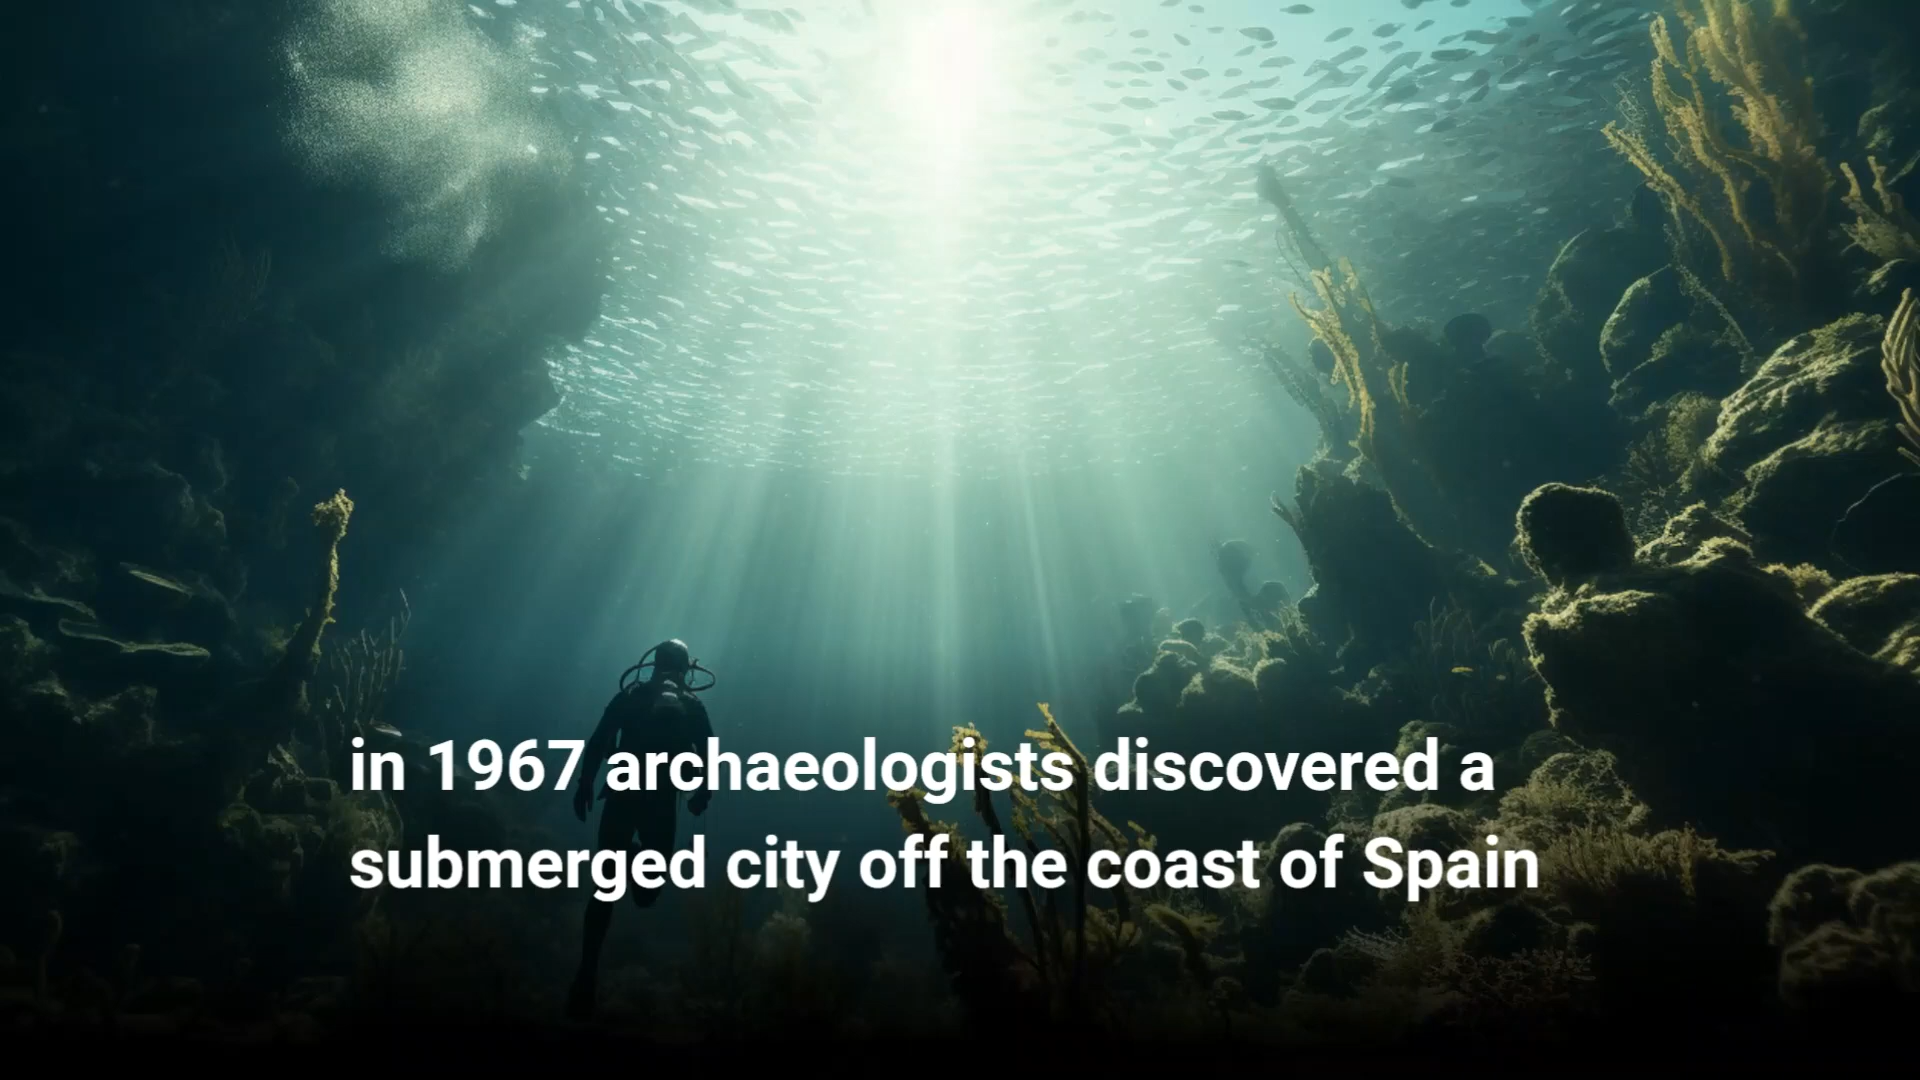 in 1967 archaeologists discovered a
submerged city off the coast of Spain